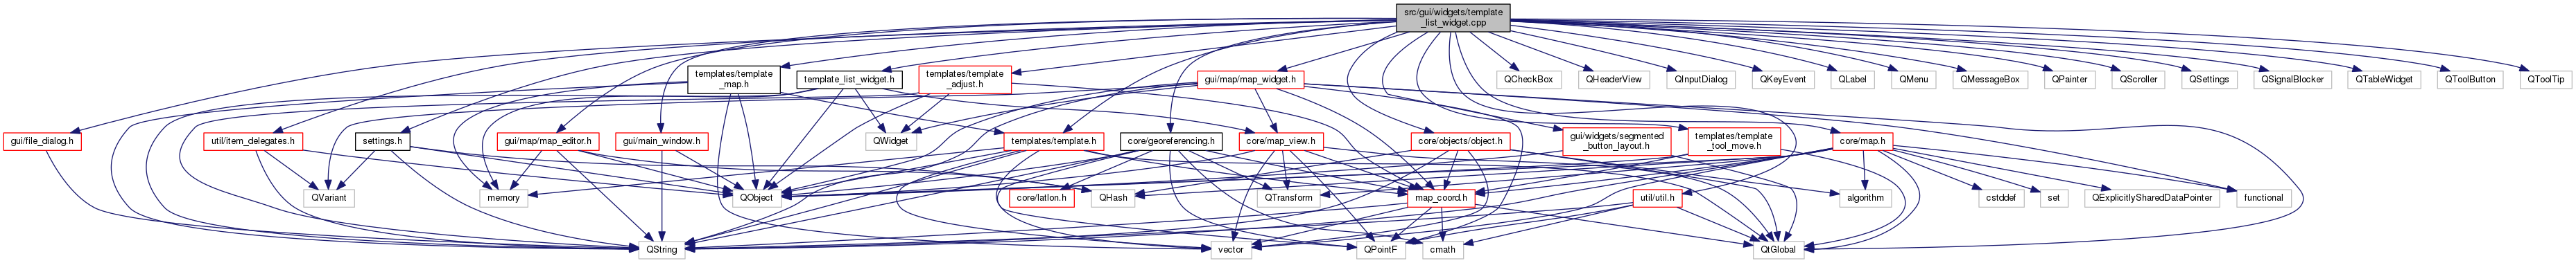 src/gui/widgets/template
_list_widget.cpp
templates/template
_map.h
template_list_widget.h
templates/template
_adjust.h
gui/map/map_widget.h
QCheckBox
QHeaderView
QInputDialog
QKeyEvent
QLabel
QMenu
QMessageBox
QPainter
QScroller
QSettings
QSignalBlocker
QTableWidget
QToolButton
QToolTip
gui/file_dialog.h
util/item_delegates.h
settings.h
gui/map/map_editor.h
gui/main_window.h
QWidget
templates/template.h
core/georeferencing.h
core/map_view.h
core/objects/object.h
gui/widgets/segmented
_button_layout.h
templates/template
_tool_move.h
core/map.h
QVariant
memory
QObject
core/latlon.h
QHash
QTransform
map_coord.h
util/util.h
algorithm
cstddef
set
QExplicitlySharedDataPointer
functional
QString
vector
QPointF
cmath
QtGlobal